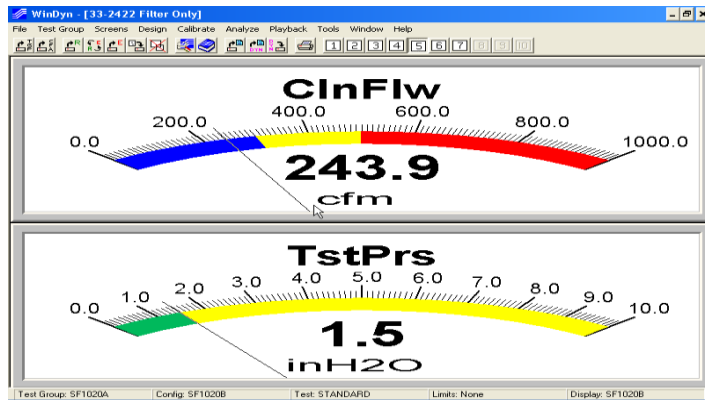 WinDyn - [33-2422 Filter Only]
File Test Group Screens Design Calibrate Analyze Playback Tools Window Help
1 2 3 4 5 6 7 8 9 10
ClnFlw
0.0 200.0 400.0 600.0 800.0 1000.0
243.9
cfm
TstPrs
0.0 1.0 2.0 3.0 4.0 5.0 6.0 7.0 8.0 9.0 10.0
1.5
inH2O
Test Group: SF1020A Config: SF1020B Test: STANDARD Limits: None Display: SF1020B